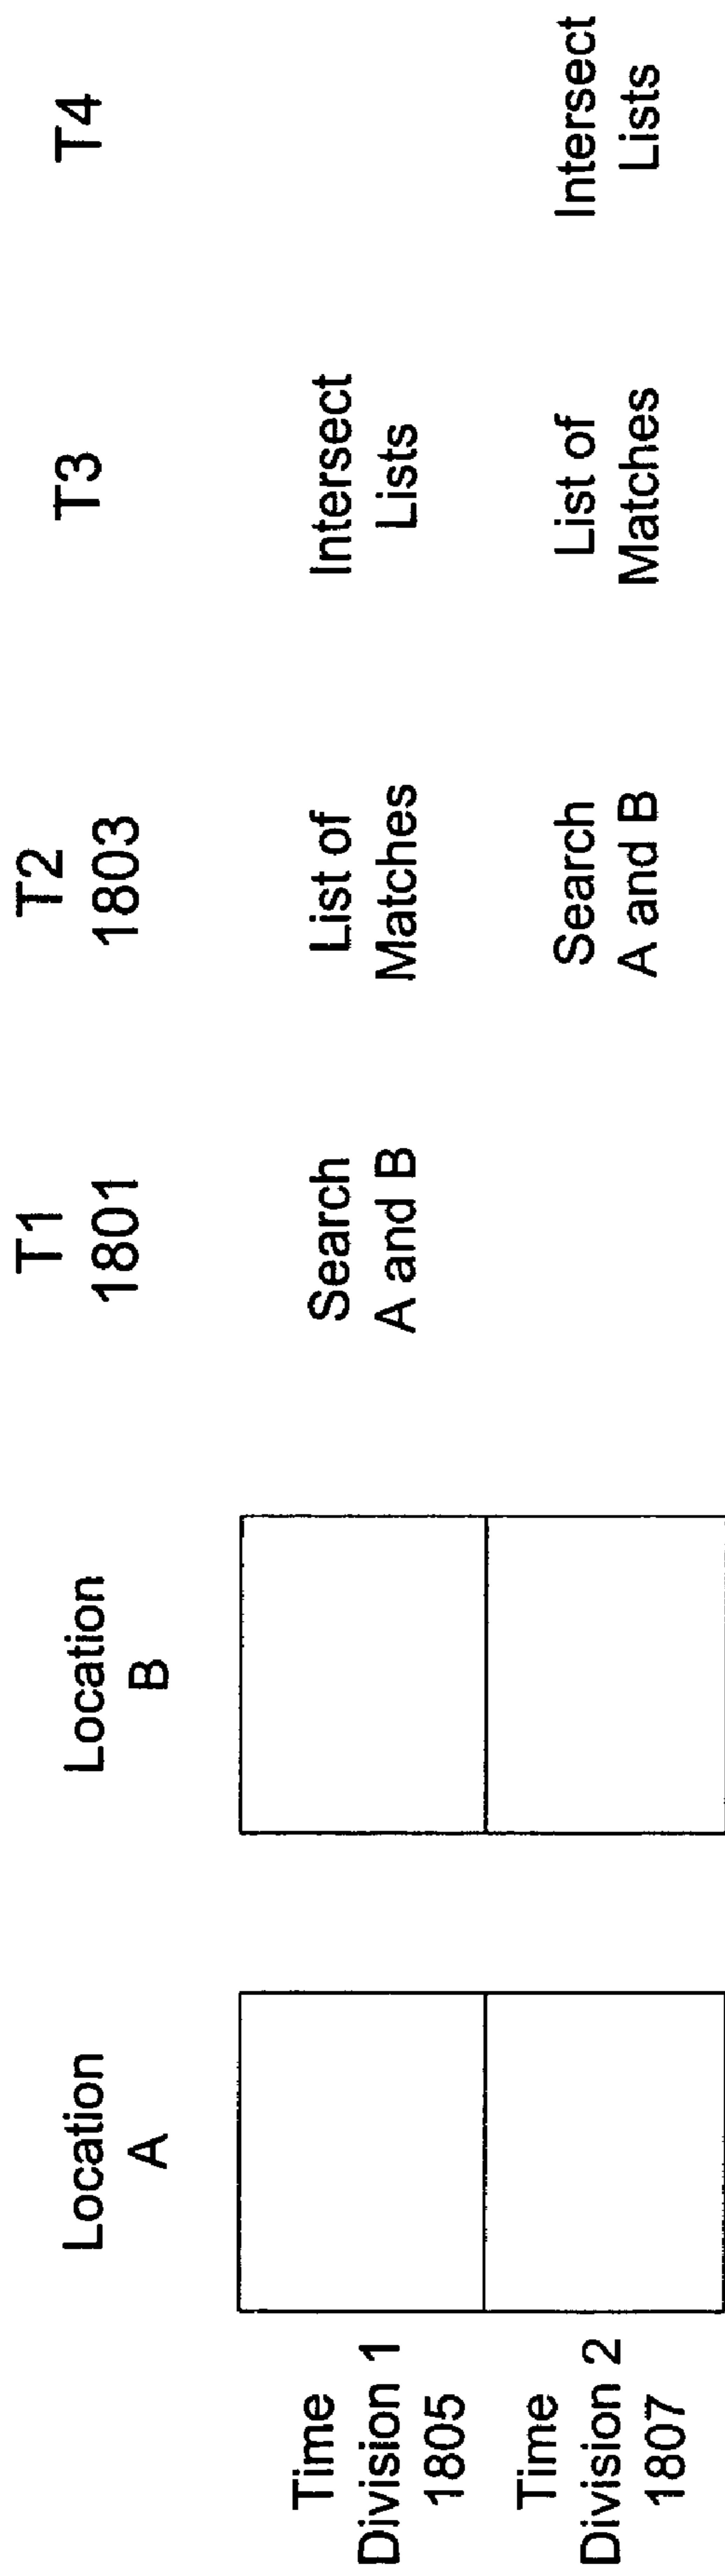 Location
A
Location
B
T1
1801
T2
1803
T3
T4
Time
Division 1
1805
Search
A and B
List of
Matches
Intersect
Lists
Time
Division 2
1807
Search
A and B
List of
Matches
Intersect
Lists